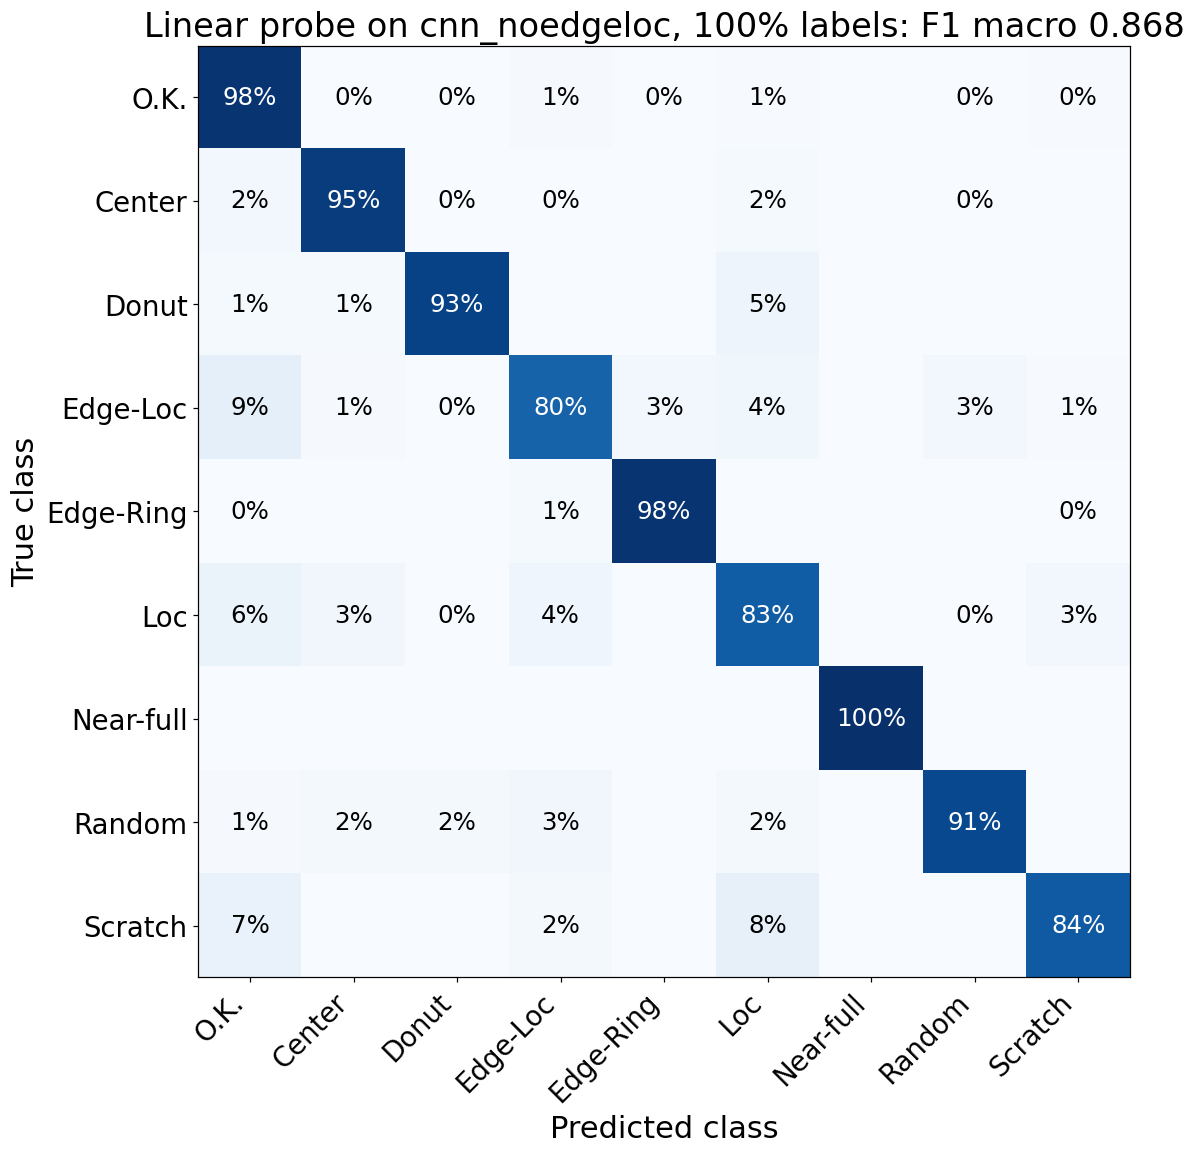 Linear probe on cnn_noedgeloc, 100% labels: F1 macro 0.868
O.K. 98% 0% 0% 1% 0% 1% 0% 0%
Center 2% 95% 0% 0% 2% 0%
Donut 1% 1% 93% 5%
Edge-Loc 9% 1% 0% 80% 3% 4% 3% 1%
Edge-Ring 0% 1% 98% 0%
Loc 6% 3% 0% 4% 83% 0% 3%
Near-full 100%
Random 1% 2% 2% 3% 2% 91%
Scratch 7% 2% 8% 84%
True class
O.K. Center Donut Edge-Loc Edge-Ring Loc Near-full Random Scratch
Predicted class